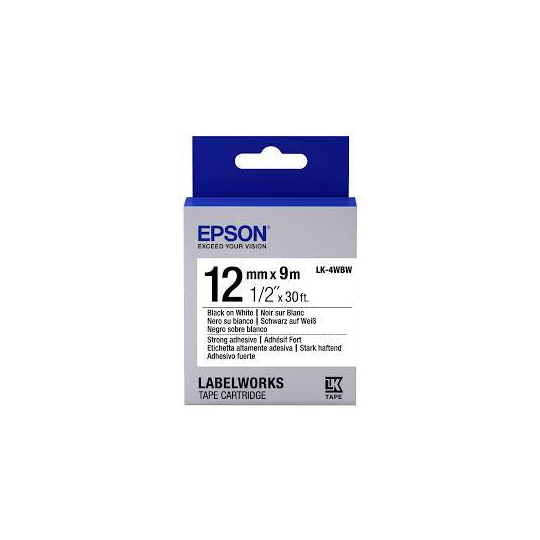 EPSON
EXCEED YOUR VISION
12 mm x 9m LK-4WBW
1/2″ x 30ft.
Black on White | Noir sur Blanc
Nero su bianco | Schwarz auf Weiß
Negro sobre blanco
Strong adhesive | Adhésif Fort
Etichetta altamente adesiva | Stark haftend
Adhesivo fuerte
LABELWORKS
TAPE CARTRIDGE
LK
TAPE